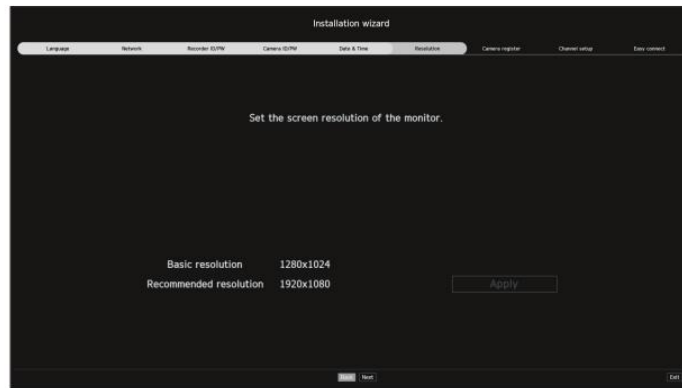 Installation wizard
Language Network Recorder ID/PW Camera ID/PW Date & Time Resolution Camera register Channel setup Easy connect
Set the screen resolution of the monitor.
Basic resolution 1280x1024
Recommended resolution 1920x1080 Apply
Back Next Exit